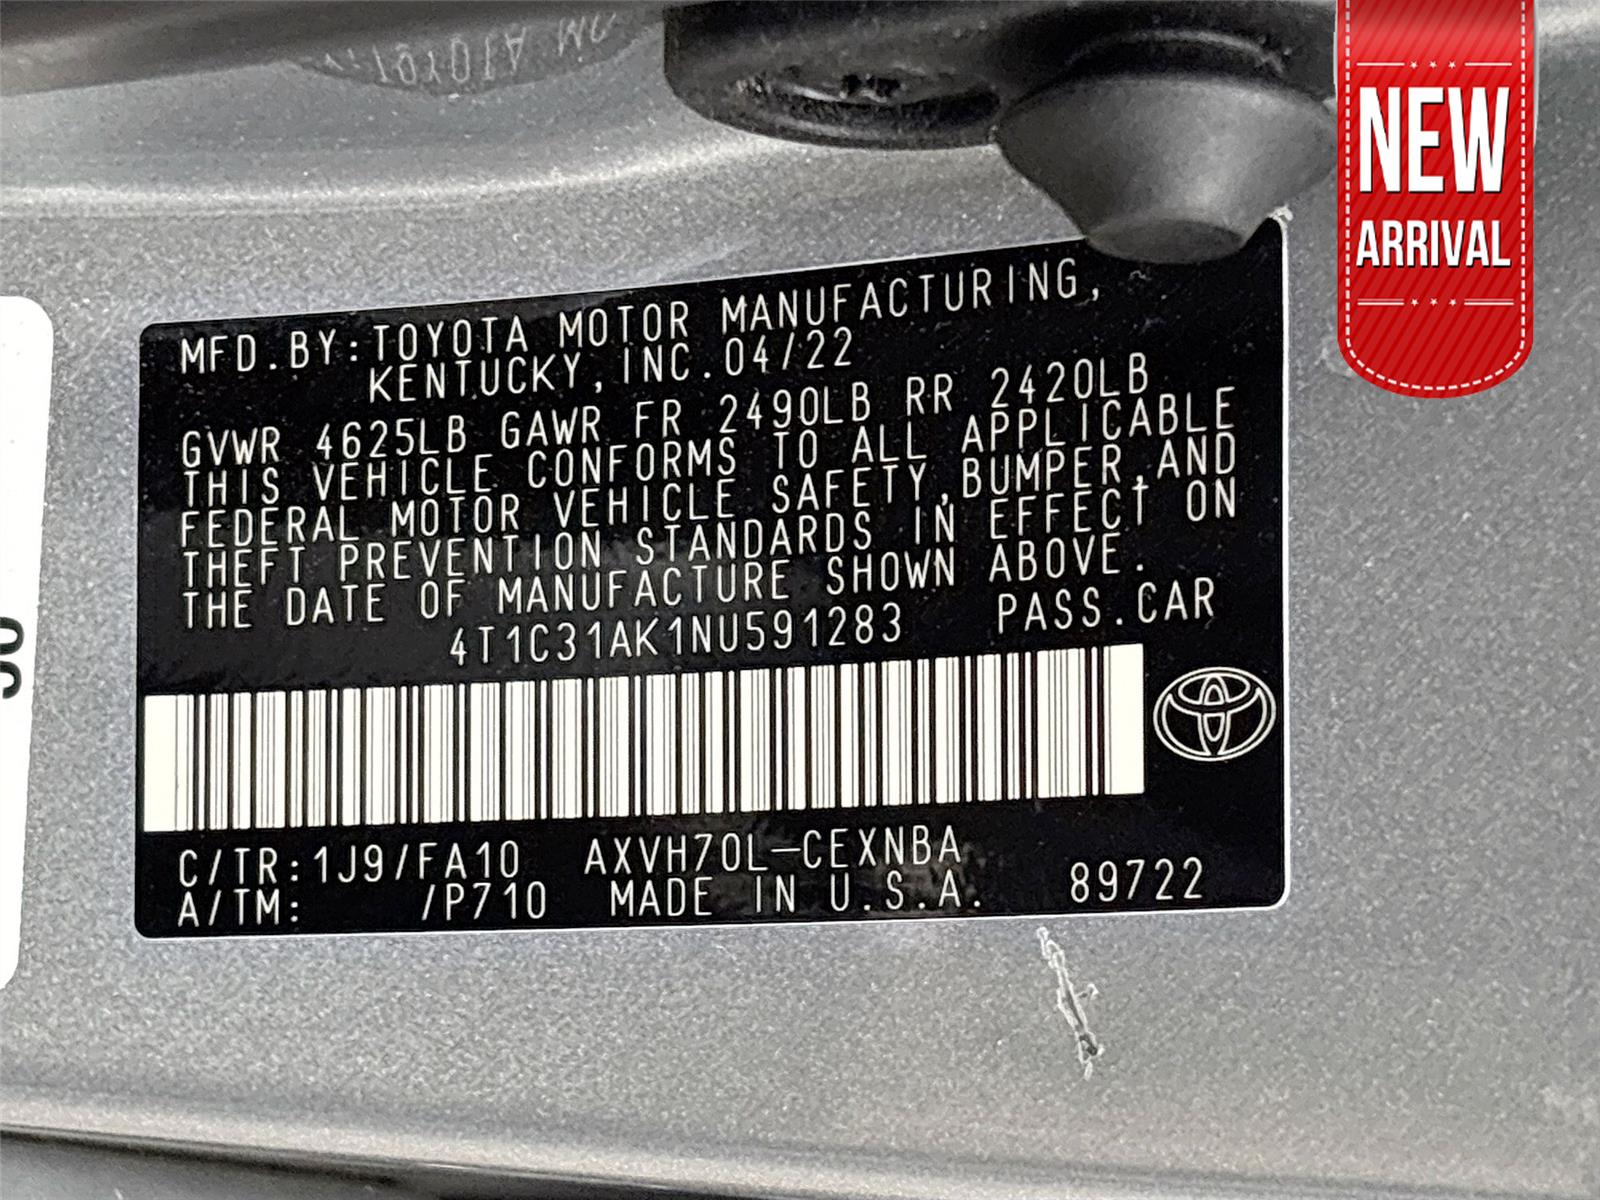 NEW
ARRIVAL
MFD.BY:TOYOTA MOTOR MANUFACTURING,
KENTUCKY,INC.04/22
GVWR 4625LB GAWR FR 2490LB RR 2420LB
THIS VEHICLE CONFORMS TO ALL APPLICABLE
FEDERAL MOTOR VEHICLE SAFETY,BUMPER,AND
THEFT PREVENTION STANDARDS IN EFFECT ON
THE DATE OF MANUFACTURE SHOWN ABOVE.
4T1C31AK1NU591283 PASS.CAR
C/TR:1J9/FA10 AXVH70L-CEXNBA
A/TM: /P710 MADE IN U.S.A. 89722